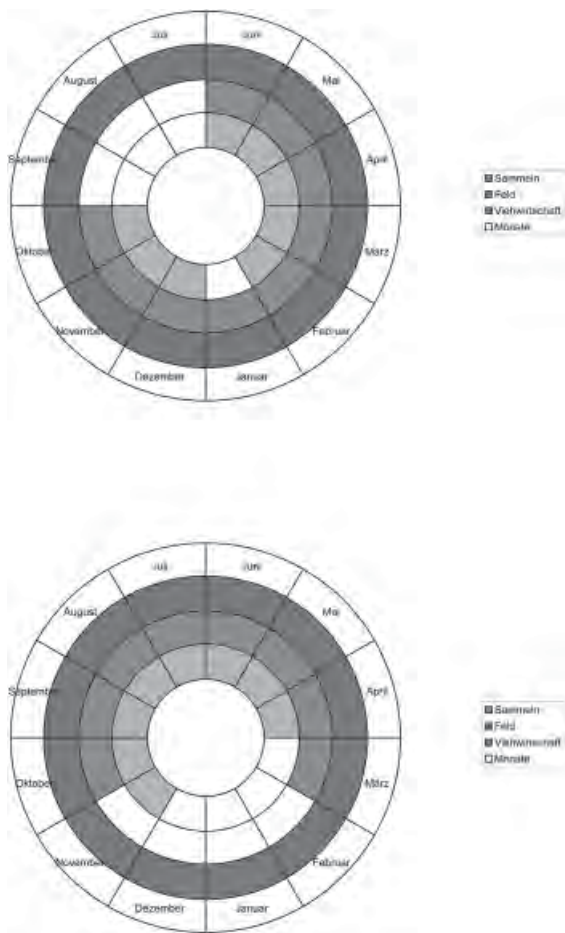 Juli
Juni
August
Mai
September
April
Oktober
März
November
Februar
Dezember
Januar
Sammeln
Feld
Viehwirtschaft
Monate
Juli
Juni
August
Mai
September
April
Oktober
März
November
Februar
Dezember
Januar
Sammeln
Feld
Viehwirtschaft
Monate